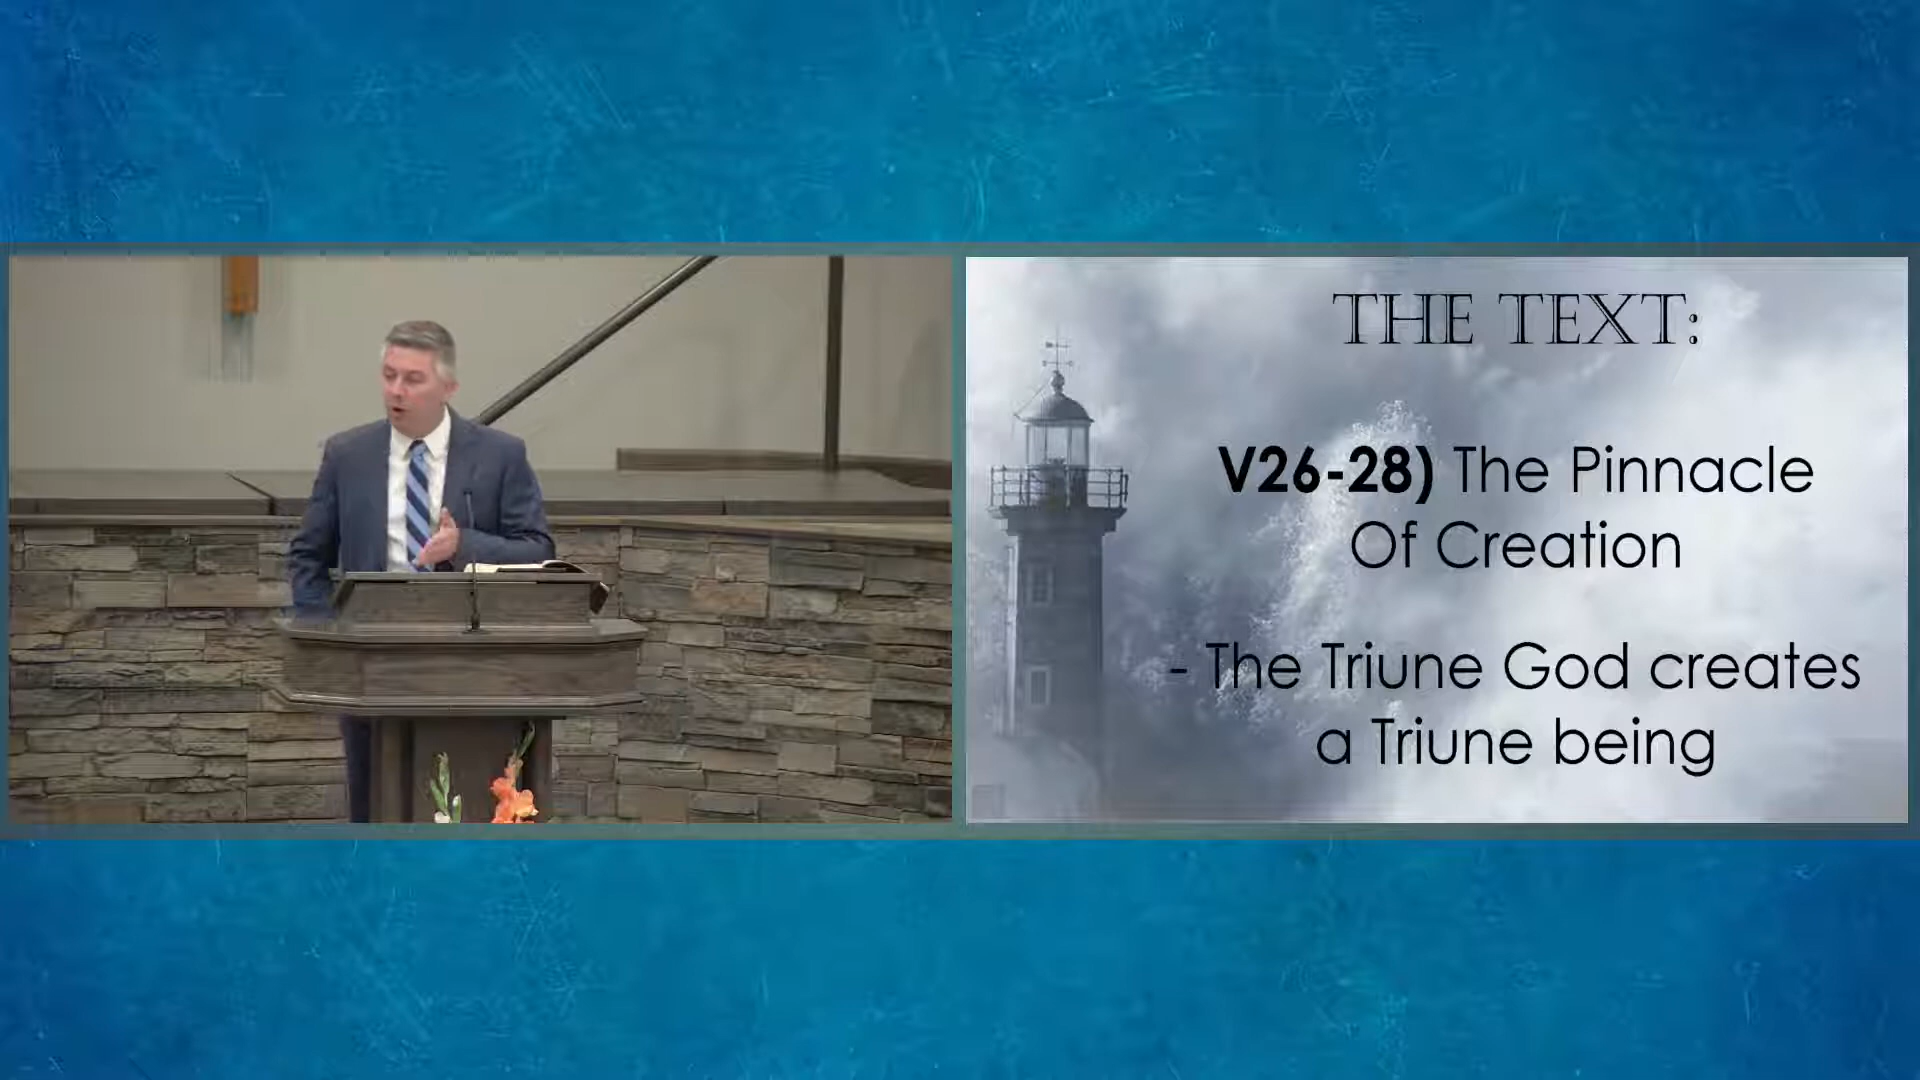 THE TEXT:
V26-28) The Pinnacle
Of Creation
- The Triune God creates
a Triune being